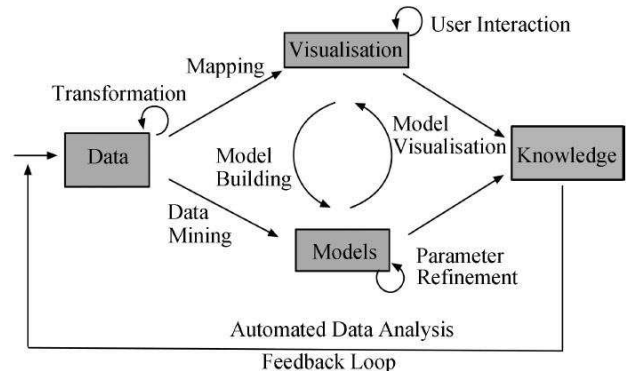 User Interaction
Visualisation
Mapping
Transformation
Data
Model
Building
Model
Visualisation
Knowledge
Data
Mining
Models
Parameter
Refinement
Automated Data Analysis
Feedback Loop